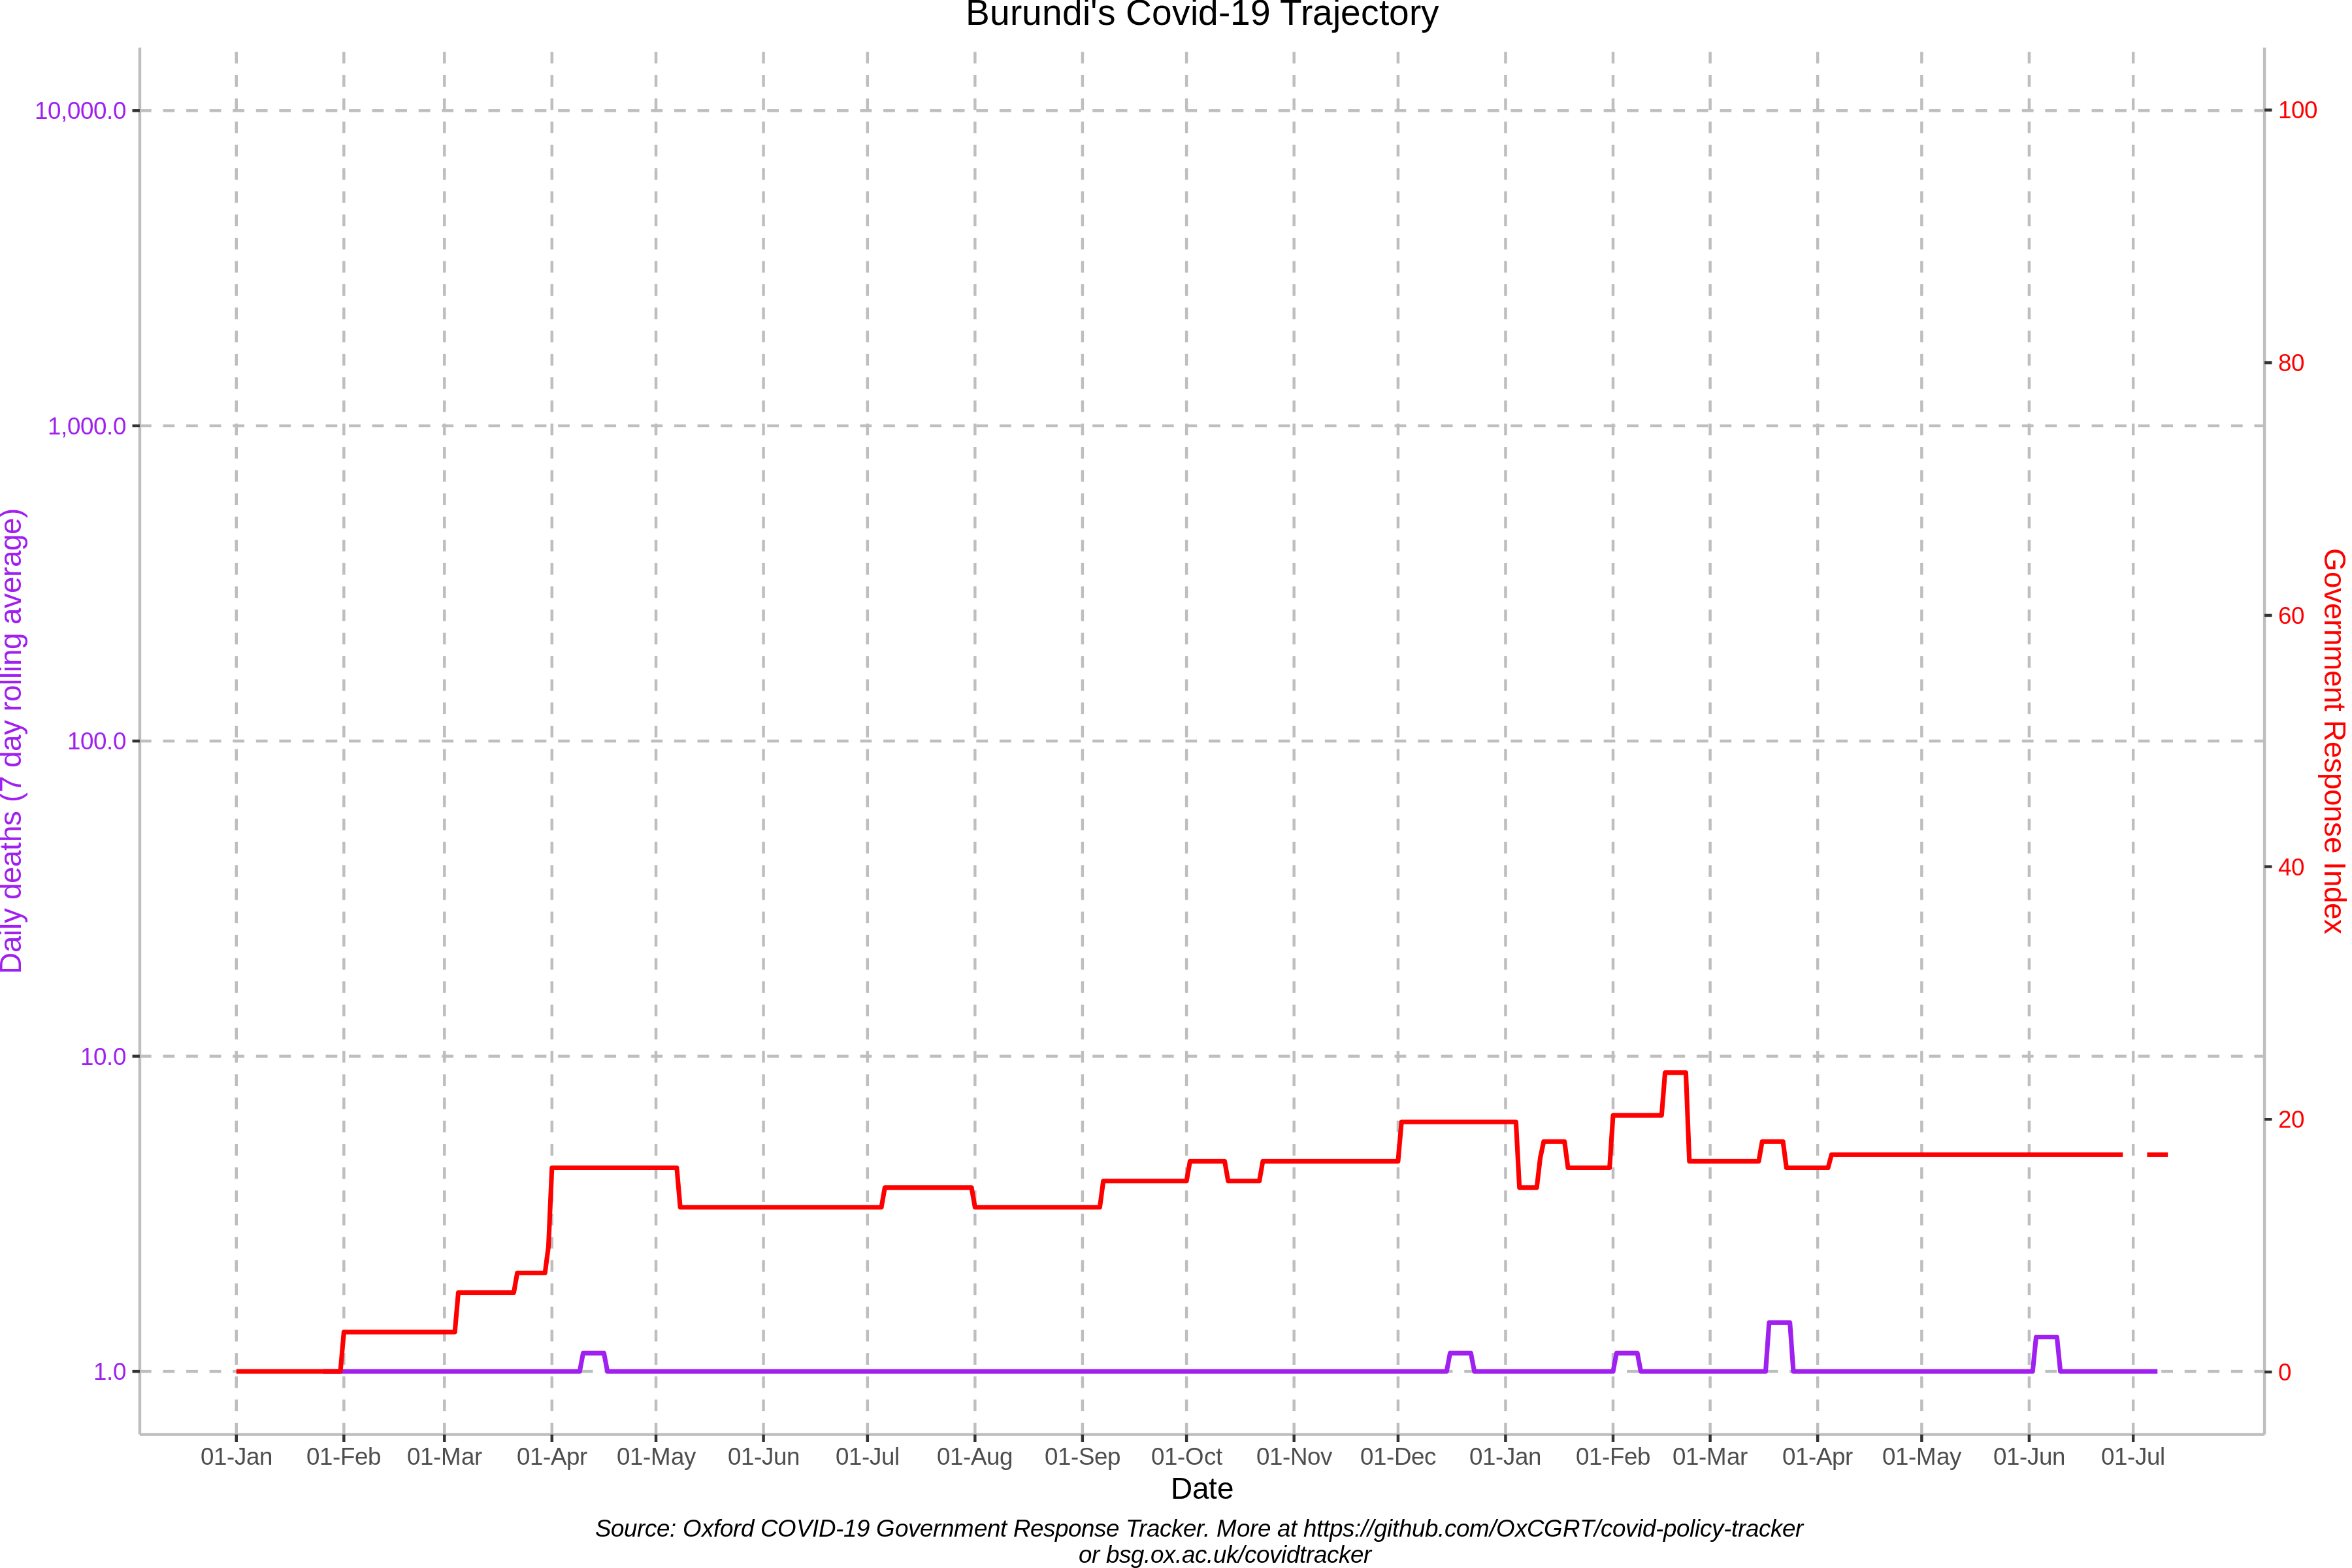 Burundi's Covid-19 Trajectory
10,000.0
1,000.0
100.0
10.0
1.0
Daily deaths (7 day rolling average)
100
80
60
40
20
0
Government Response Index
01-Jan 01-Feb 01-Mar 01-Apr 01-May 01-Jun 01-Jul 01-Aug 01-Sep 01-Oct 01-Nov 01-Dec 01-Jan 01-Feb 01-Mar 01-Apr 01-May 01-Jun 01-Jul
Date
Source: Oxford COVID-19 Government Response Tracker. More at https://github.com/OxCGRT/covid-policy-tracker
or bsg.ox.ac.uk/covidtracker